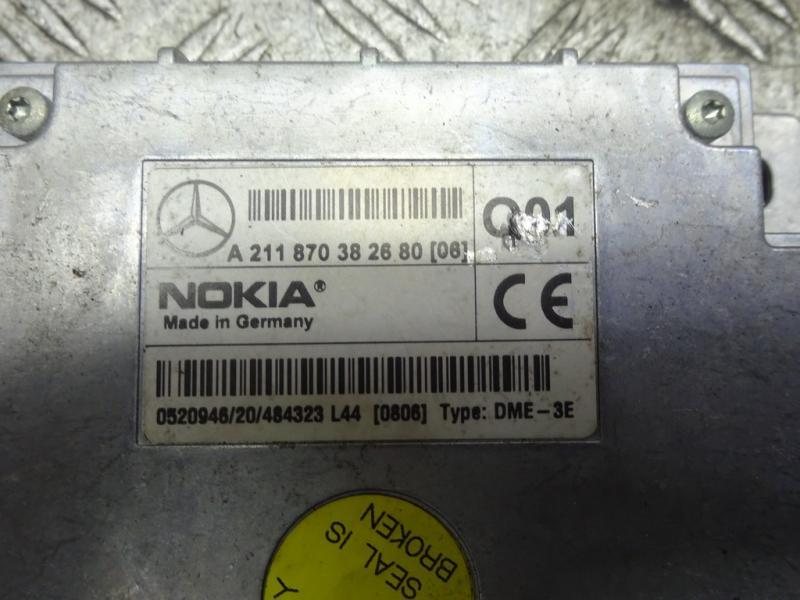 A 211 870 38 26 80 [06]
Q01
NOKIA®
Made in Germany
CE
0520946/20/484323 L44 [0806] Type: DME-3E
SEAL IS
BROKEN